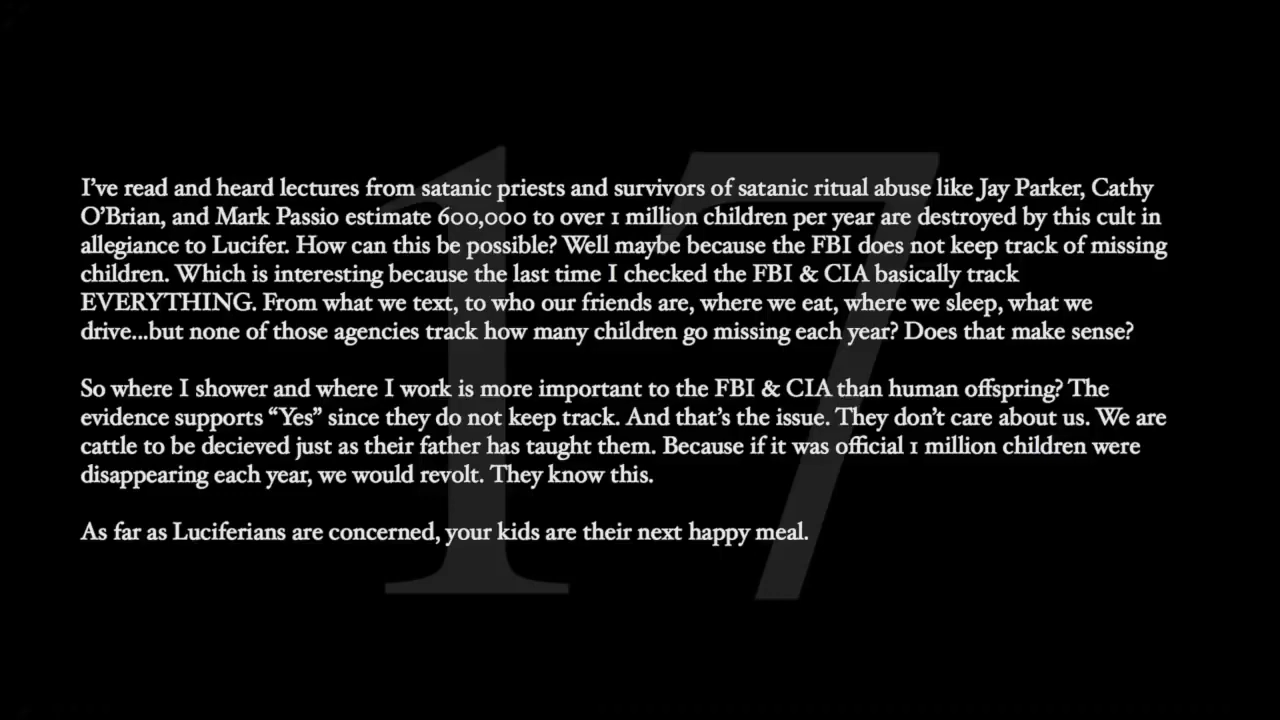 17
I've read and heard lectures from satanic priests and survivors of satanic ritual abuse like Jay Parker, Cathy
O'Brian, and Mark Passio estimate 600,000 to over 1 million children per year are destroyed by this cult in
allegiance to Lucifer. How can this be possible? Well maybe because the FBI does not keep track of missing
children. Which is interesting because the last time I checked the FBI & CIA basically track
EVERYTHING. From what we text, to who our friends are, where we eat, where we sleep, what we
drive...but none of those agencies track how many children go missing each year? Does that make sense?
So where I shower and where I work is more important to the FBI & CIA than human offspring? The
evidence supports “Yes” since they do not keep track. And that's the issue. They don't care about us. We are
cattle to be decieved just as their father has taught them. Because if it was official 1 million children were
disappearing each year, we would revolt. They know this.
As far as Luciferians are concerned, your kids are their next happy meal.